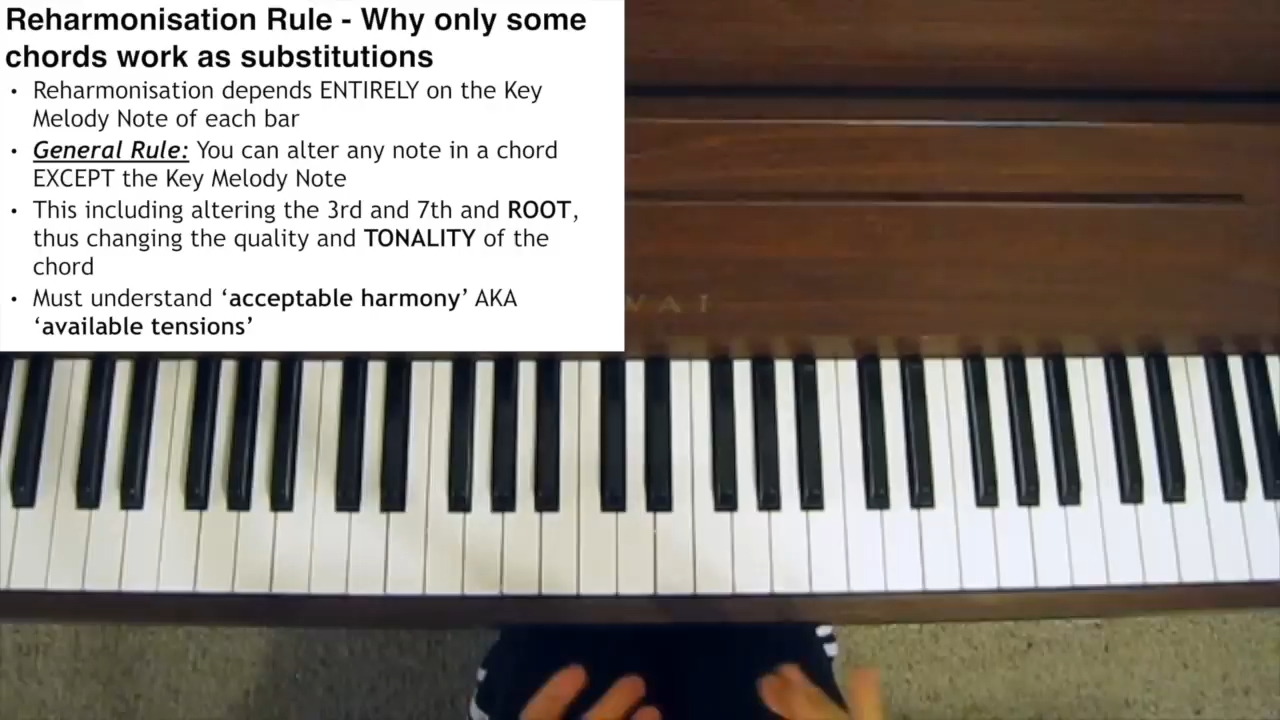 Reharmonisation Rule - Why only some
chords work as substitutions
• Reharmonisation depends ENTIRELY on the Key
Melody Note of each bar
• General Rule: You can alter any note in a chord
EXCEPT the Key Melody Note
• This including altering the 3rd and 7th and ROOT,
thus changing the quality and TONALITY of the
chord
• Must understand ‘acceptable harmony’ AKA
‘available tensions’
VAI